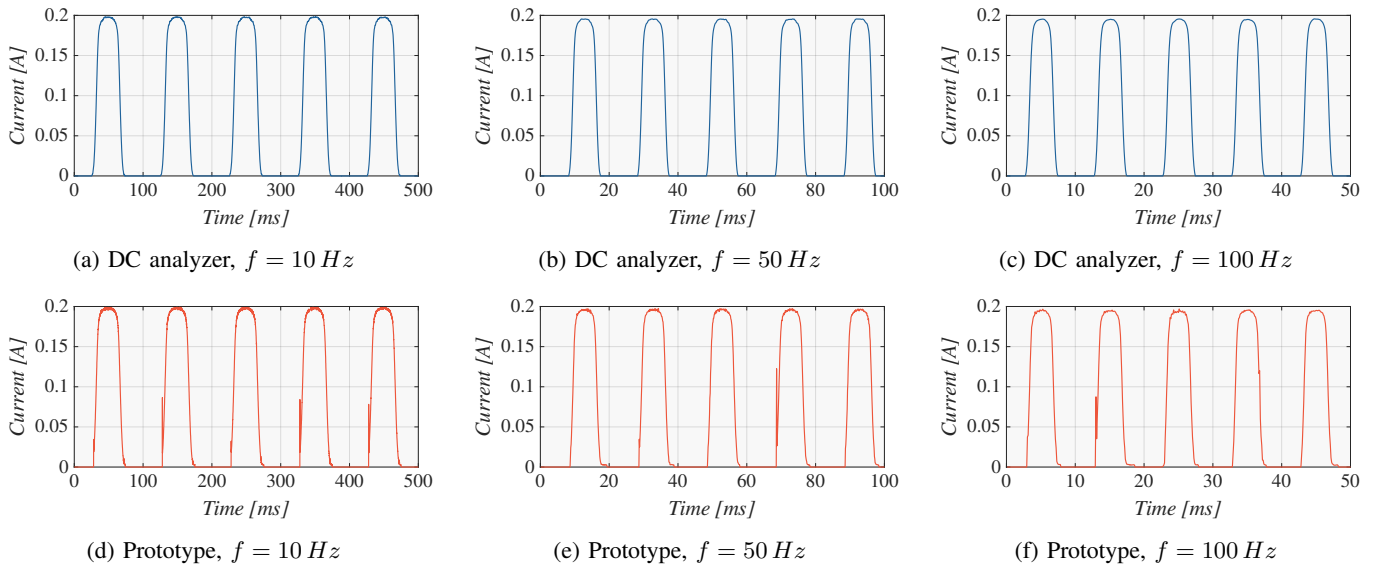 0.2
0.15
0.1
0.05
0
Current [A]
0 100 200 300 400 500
Time [ms]
(a) DC analyzer, f = 10 Hz
0.2
0.15
0.1
0.05
0
Current [A]
0 20 40 60 80 100
Time [ms]
(b) DC analyzer, f = 50 Hz
0.2
0.15
0.1
0.05
0
Current [A]
0 10 20 30 40 50
Time [ms]
(c) DC analyzer, f = 100 Hz
0.2
0.15
0.1
0.05
0
Current [A]
0 100 200 300 400 500
Time [ms]
(d) Prototype, f = 10 Hz
0.2
0.15
0.1
0.05
0
Current [A]
0 20 40 60 80 100
Time [ms]
(e) Prototype, f = 50 Hz
0.2
0.15
0.1
0.05
0
Current [A]
0 10 20 30 40 50
Time [ms]
(f) Prototype, f = 100 Hz